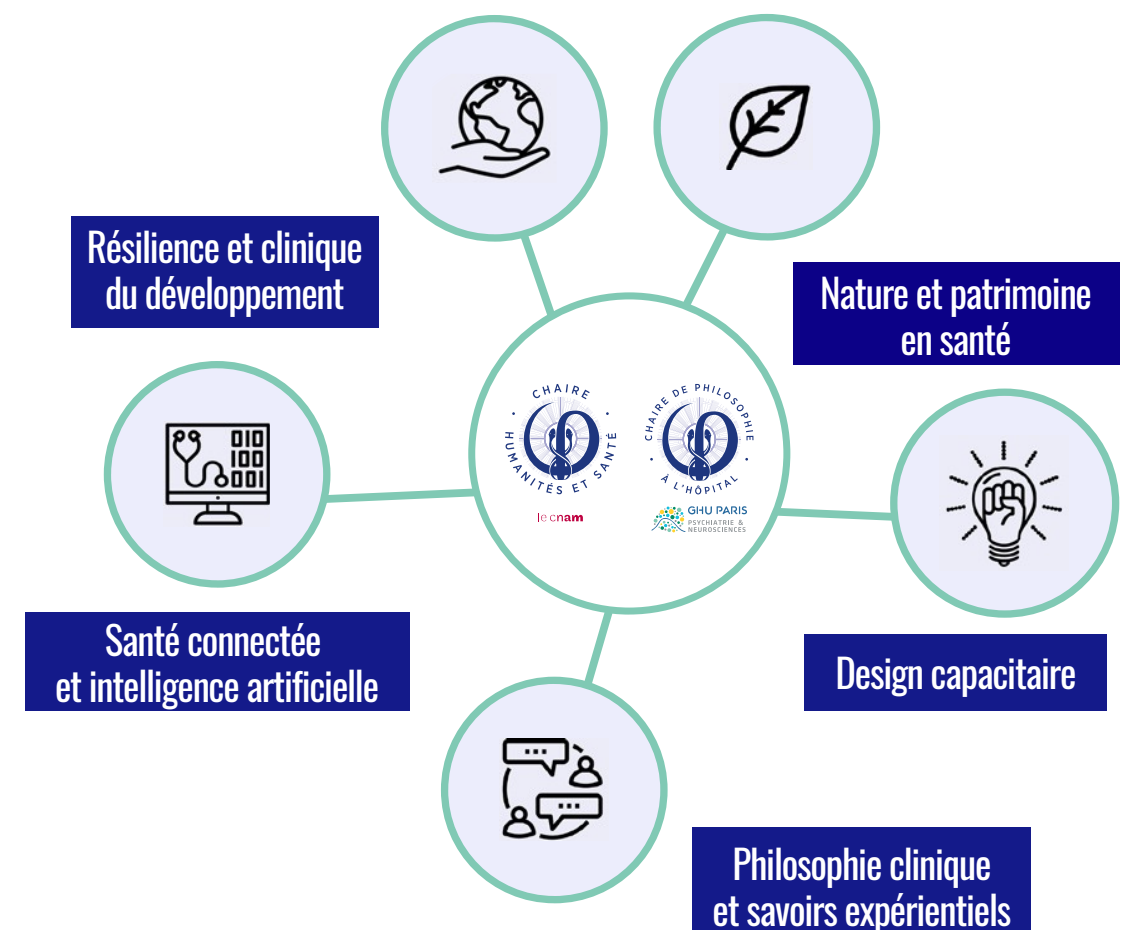 Résilience et clinique
du développement
Nature et patrimoine
en santé
CHAIRE
HUMANITÉS ET SANTÉ
le cnam
CHAIRE DE PHILOSOPHIE
À L'HÔPITAL
GHU PARIS
PSYCHIATRIE &
NEUROSCIENCES
010
100
001
Santé connectée
et intelligence artificielle
Design capacitaire
Philosophie clinique
et savoirs expérientiels